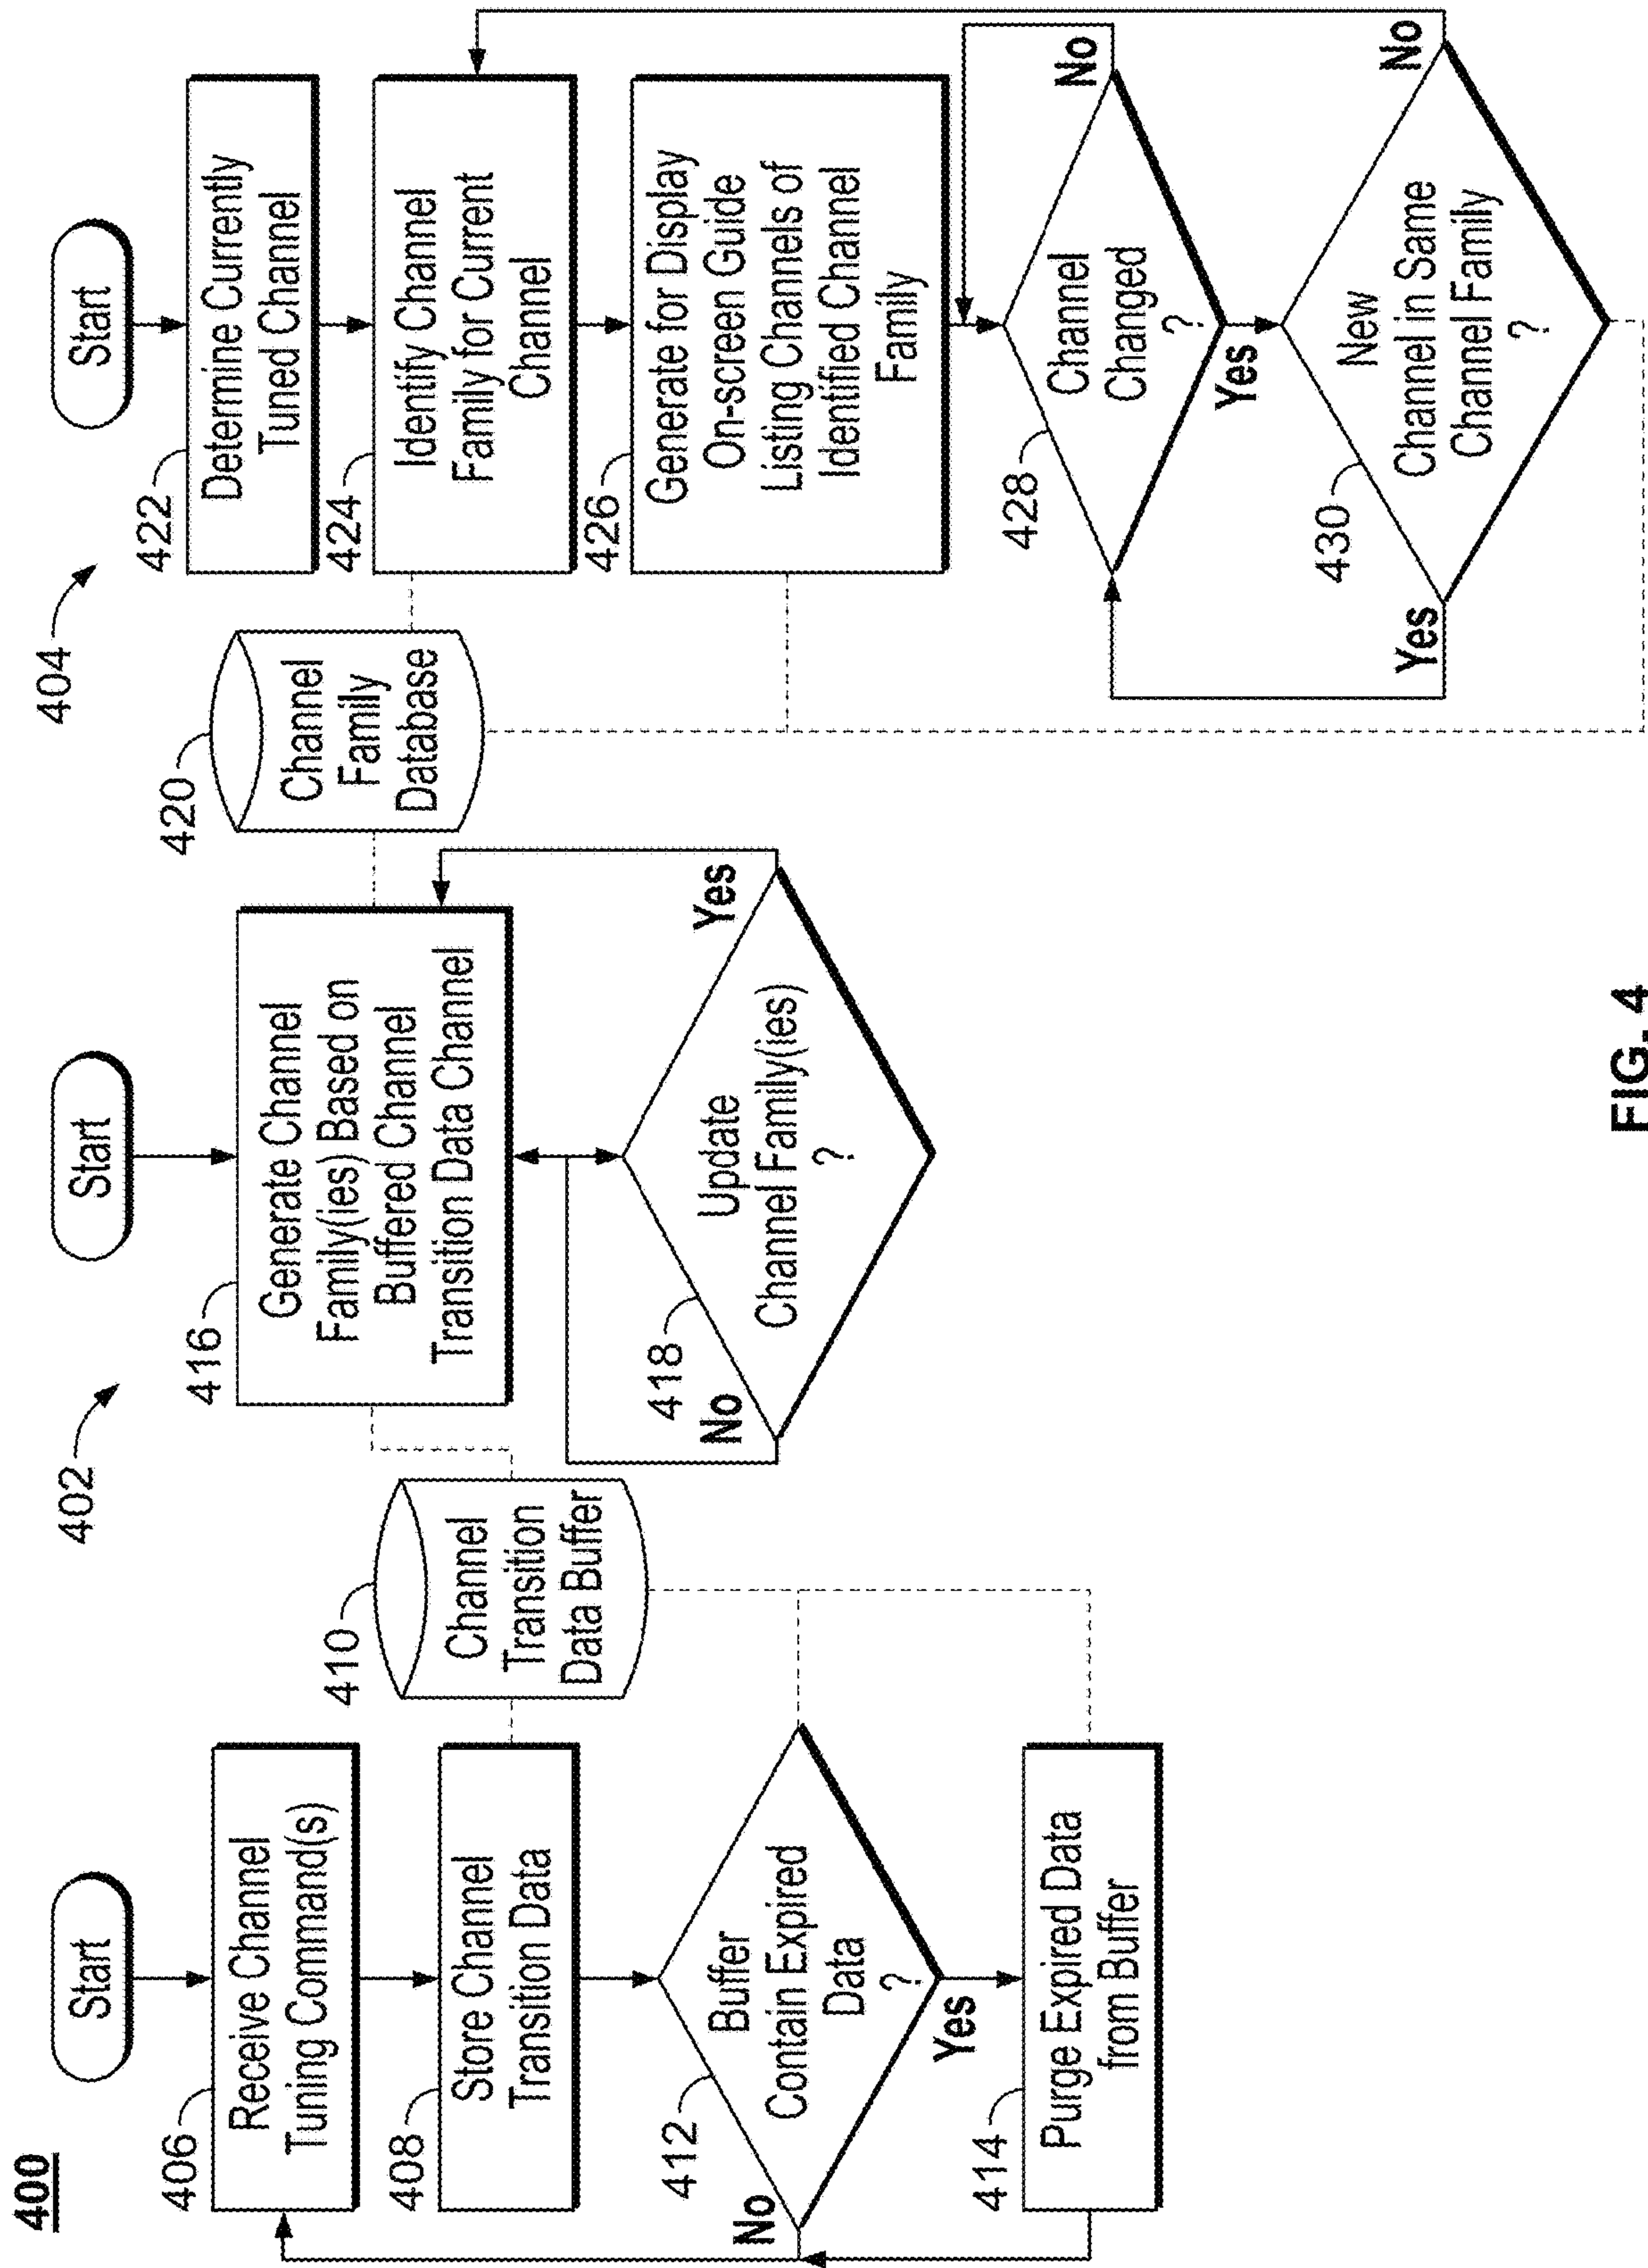 400
Start
406
Receive Channel
Tuning Command(s)
408
Store Channel
Transition Data
410
Channel
Transition
Data Buffer
412
Buffer
Contain Expired
Data
?
No
Yes
414
Purge Expired Data
from Buffer
402
Start
416
Generate Channel
Family(ies) Based on
Buffered Channel
Transition Data Channel
418
Update
Channel Family(ies)
?
No
Yes
420
Channel
Family
Database
404
Start
422
Determine Currently
Tuned Channel
424
Identify Channel
Family for Current
Channel
426
Generate for Display
On-screen Guide
Listing Channels of
Identified Channel
Family
428
Channel
Changed
?
No
Yes
430
New
Channel in Same
Channel Family
?
Yes
No
FIG. 4